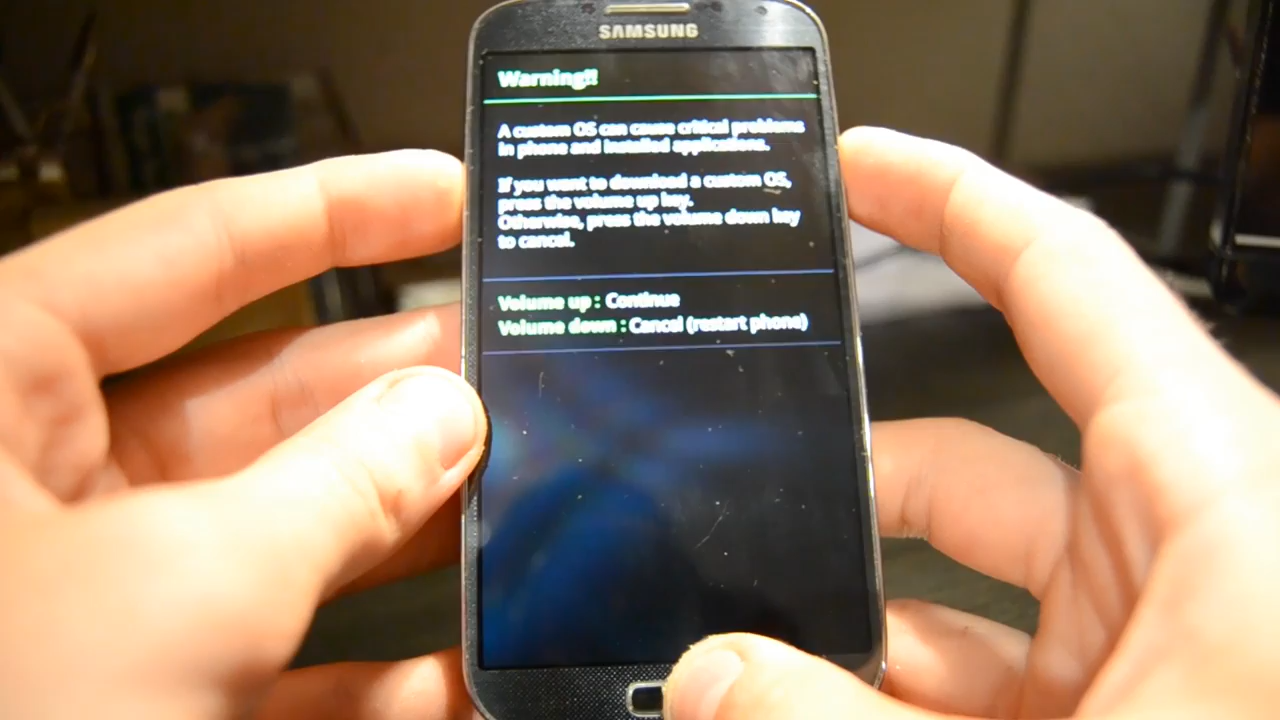 SAMSUNG
Warning!!
A custom OS can cause critical problems
in phone and installed applications.
If you want to download a custom OS,
press the volume up key.
Otherwise, press the volume down key
to cancel.
Volume up : Continue
Volume down : Cancel (restart phone)